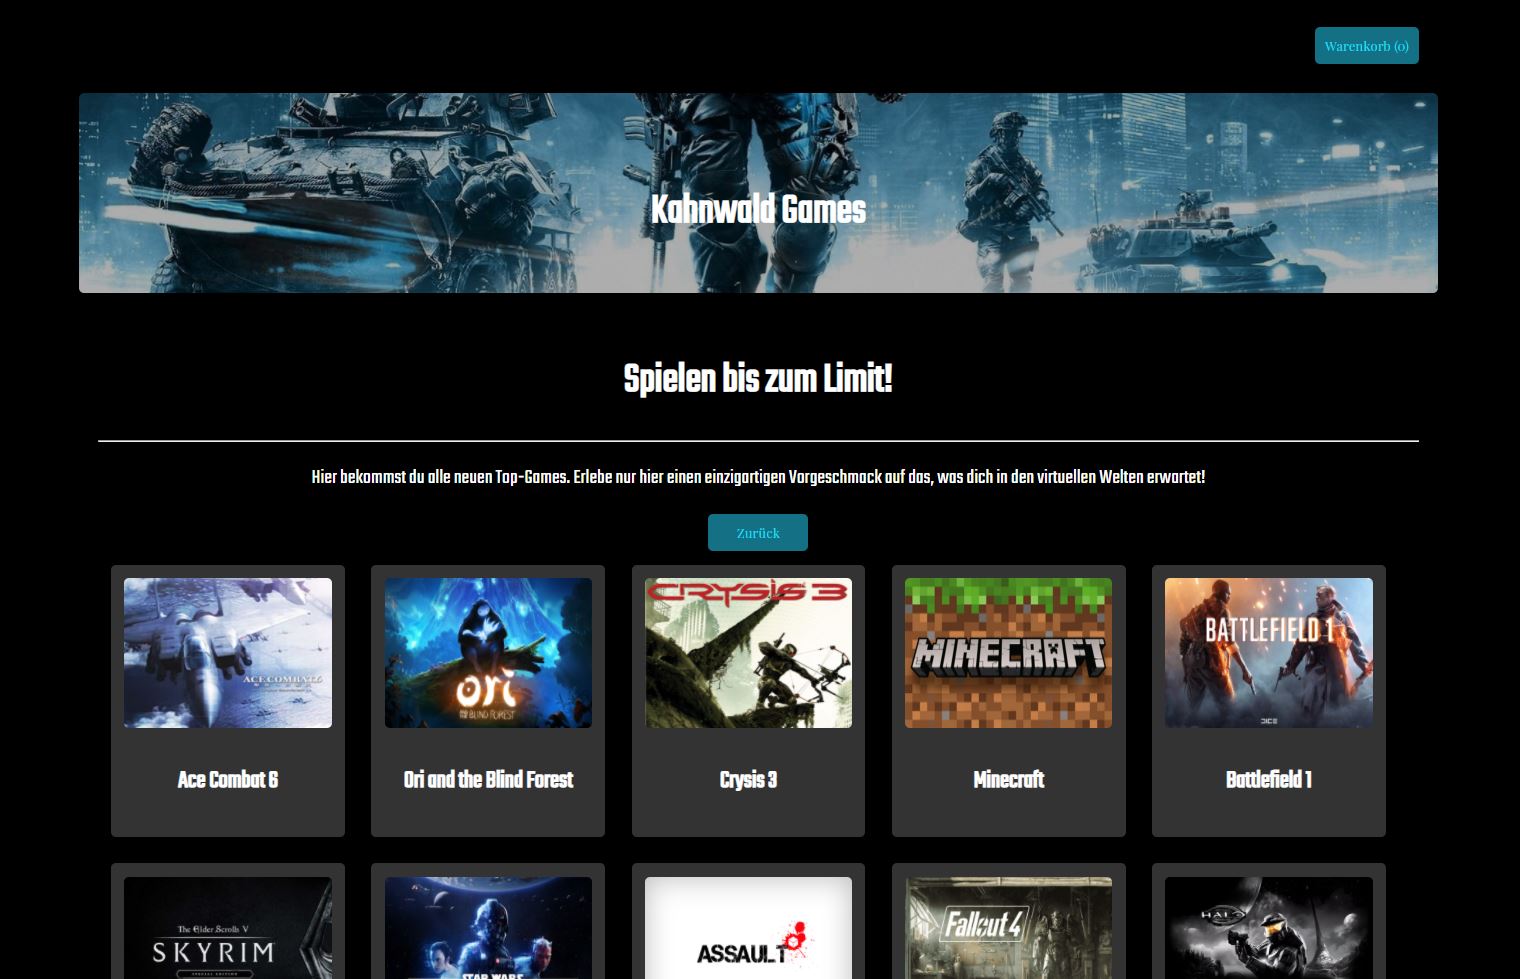 Warenkorb (0)
Kahnwald Games
Spielen bis zum Limit!
Hier bekommst du alle neuen Top-Games. Erlebe nur hier einen einzigartigen Vorgeschmack auf das, was dich in den virtuellen Welten erwartet!
Zurück
ACE COMBAT 6
ori
AND THE BLIND FOREST
CRYSIS 3
MINECRAFT
BATTLEFIELD 1
DICE
Ace Combat 6
Ori and the Blind Forest
Crysis 3
Minecraft
Battlefield 1
The Elder Scrolls V
SKYRIM
SPECIAL EDITION
STAR WARS
ASSAULT
Fallout 4
HALO